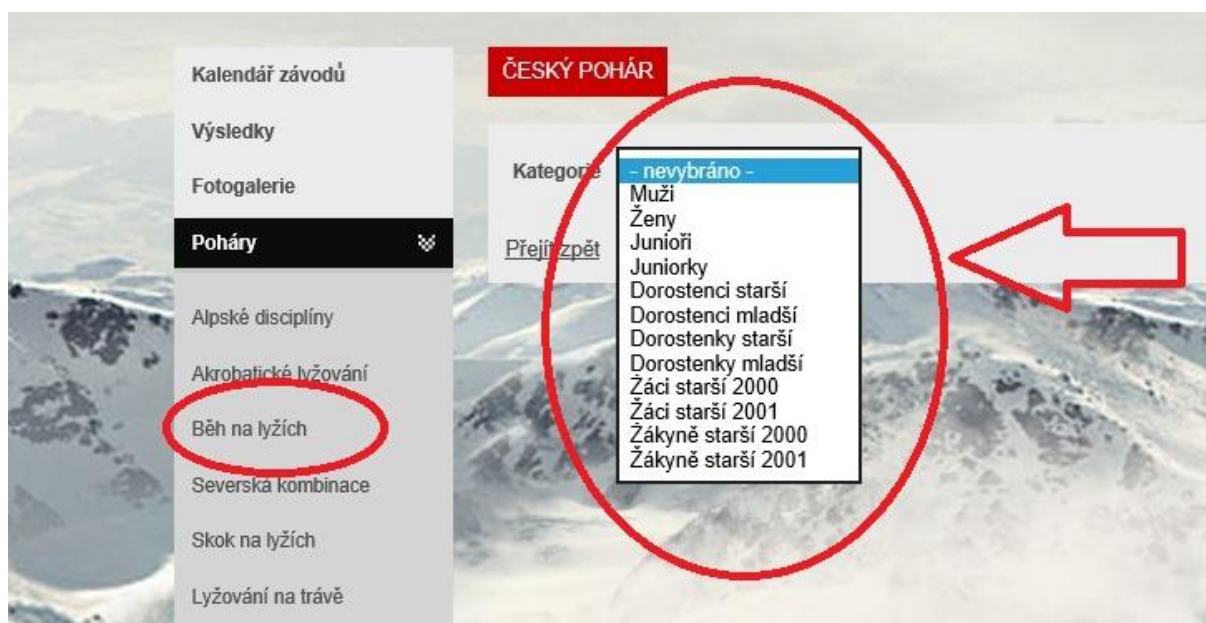 Kalendář závodů
Výsledky
Fotogalerie
Poháry
Alpské disciplíny
Akrobatické lyžování
Běh na lyžích
Severská kombinace
Skok na lyžích
Lyžování na trávě
ČESKÝ POHÁR
Kategorie
- nevybráno -
Muži
Ženy
Junioři
Juniorky
Dorostenci starší
Dorostenci mladší
Dorostenky starší
Dorostenky mladší
Žáci starší 2000
Žáci starší 2001
Žákyně starší 2000
Žákyně starší 2001
Přejít zpět